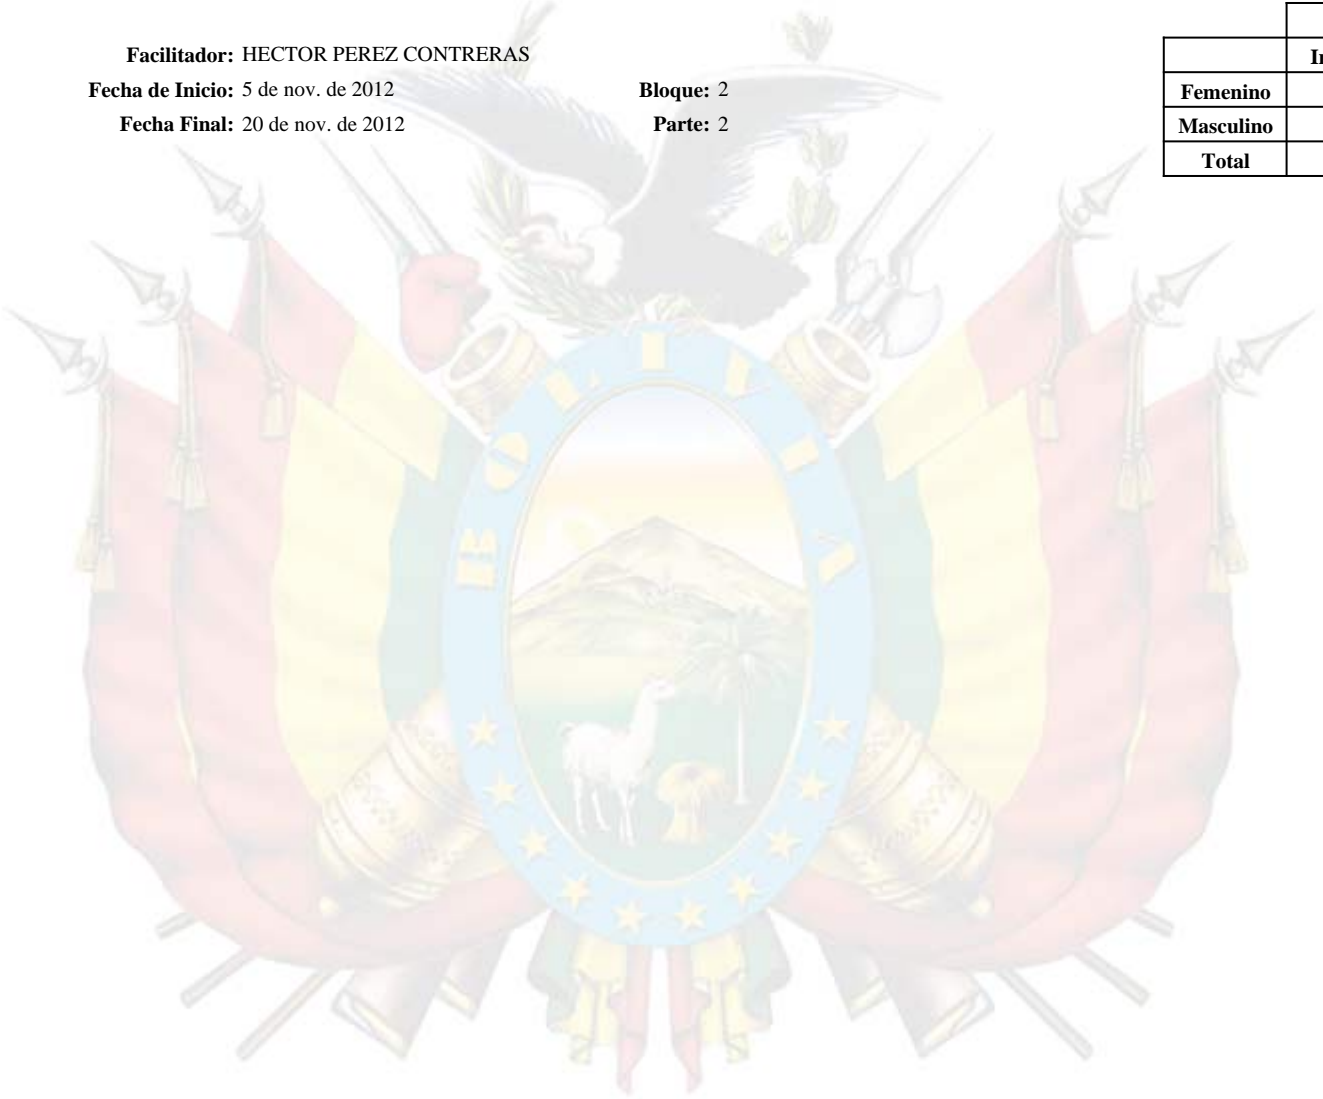 Facilitador: HECTOR PEREZ CONTRERAS
Fecha de Inicio: 5 de nov. de 2012 Bloque: 2
Fecha Final: 20 de nov. de 2012 Parte: 2
Femenino
Masculino
Total
BOLIVIA